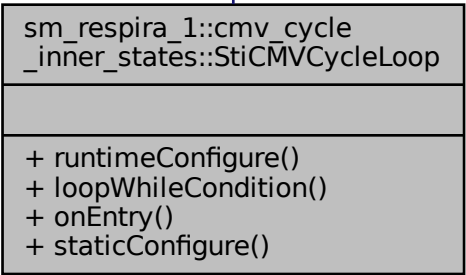 sm_respira_1::cmv_cycle
_inner_states::StiCMVCycleLoop
+ runtimeConfigure()
+ loopWhileCondition()
+ onEntry()
+ staticConfigure()